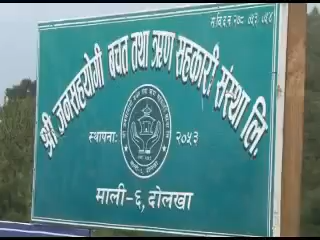 श्री जनसहयोगी बचत तथा ऋण सहकारी संस्था लि.
स्थापना: २०५३
माली-६, दोलखा